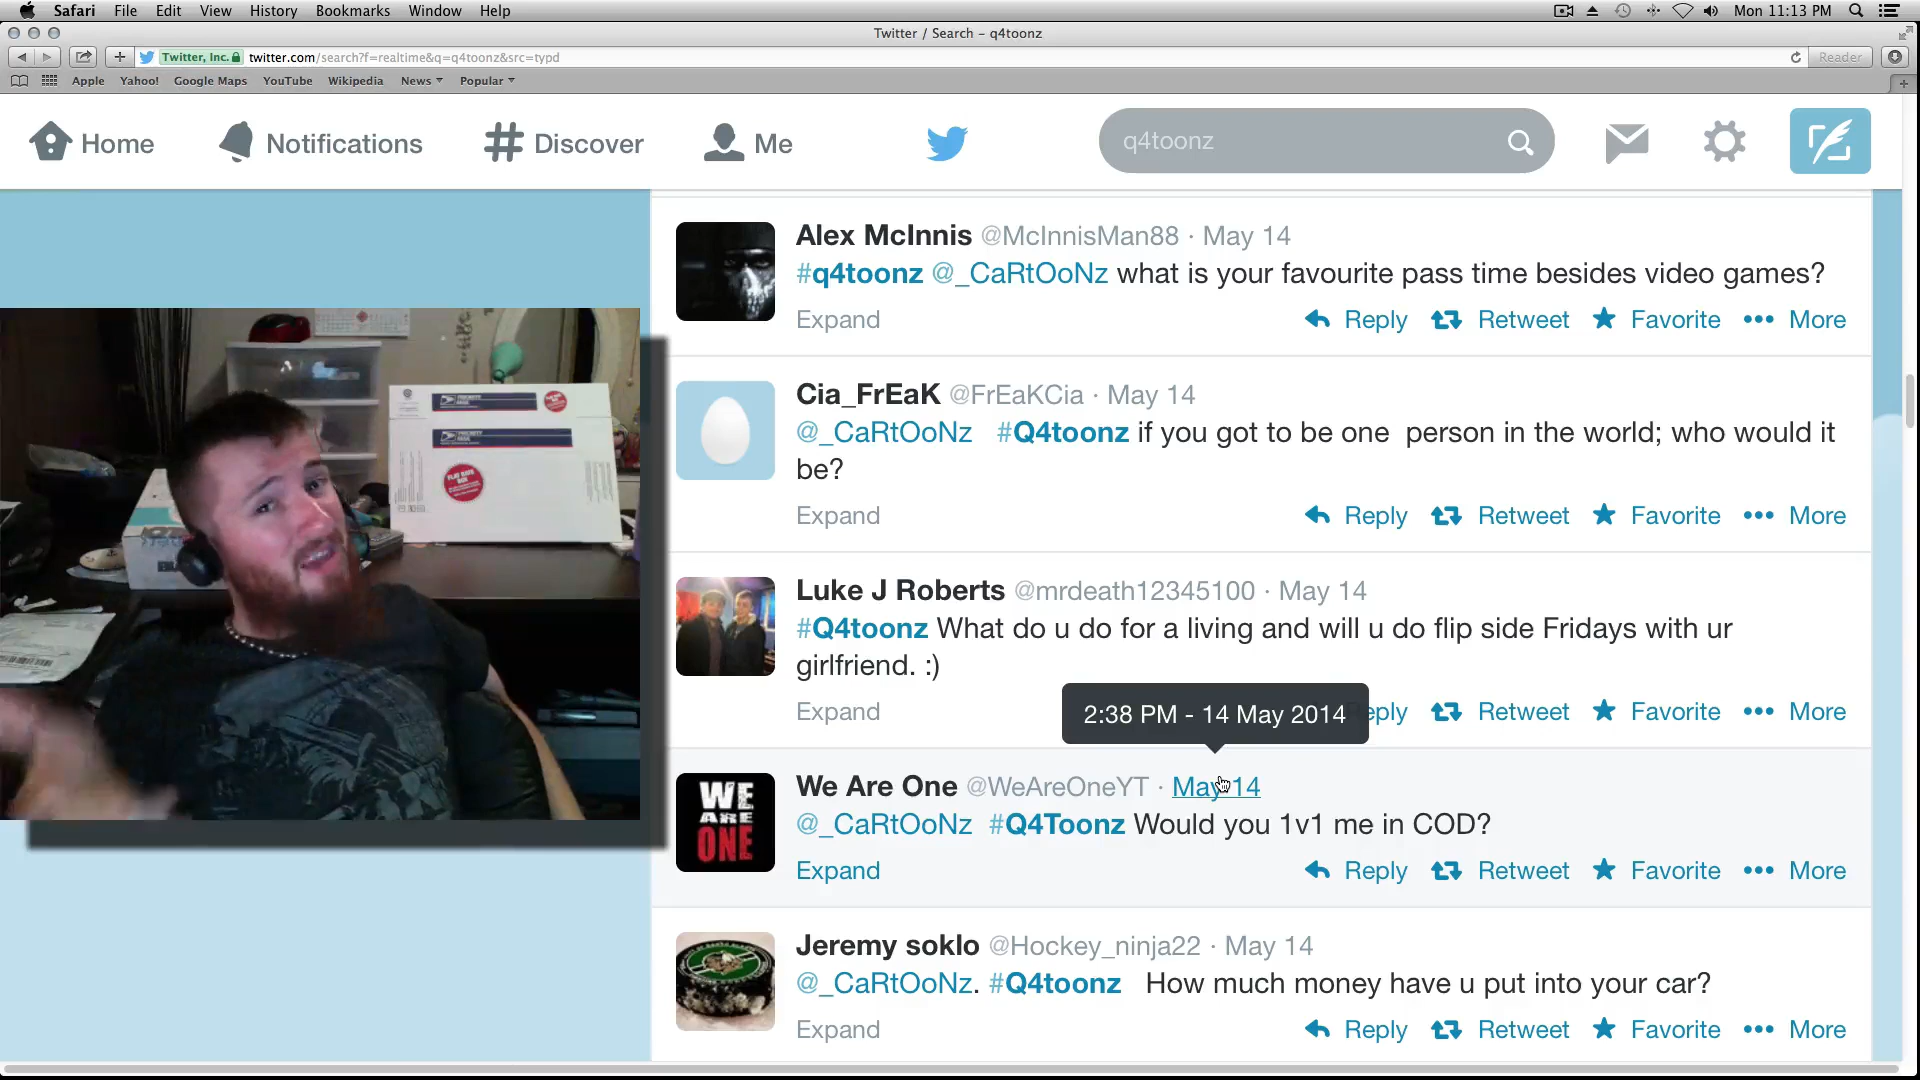 Safari File Edit View History Bookmarks Window Help Mon 11:13 PM
Twitter / Search – q4toonz
Twitter, Inc. twitter.com/search?f=realtime&q=q4toonz&src=typd Reader
Apple Yahoo! Google Maps YouTube Wikipedia News Popular
Home Notifications Discover Me q4toonz
Alex McInnis @McInnisMan88 · May 14
#q4toonz @_CaRtOoNz what is your favourite pass time besides video games?
Expand Reply Retweet Favorite More
Cia_FrEaK @FrEaKCia · May 14
@_CaRtOoNz #Q4toonz if you got to be one person in the world; who would it
be?
Expand Reply Retweet Favorite More
Luke J Roberts @mrdeath12345100 · May 14
#Q4toonz What do u do for a living and will u do flip side Fridays with ur
girlfriend. :)
Expand eply Retweet Favorite More
2:38 PM - 14 May 2014
We Are One @WeAreOneYT · May 14
@_CaRtOoNz #Q4Toonz Would you 1v1 me in COD?
Expand Reply Retweet Favorite More
WE
ARE
ONE
Jeremy soklo @Hockey_ninja22 · May 14
@_CaRtOoNz. #Q4toonz How much money have u put into your car?
Expand Reply Retweet Favorite More
PRIORITY
MAIL
PRIORITY
MAIL
FLAT RATE
BOX